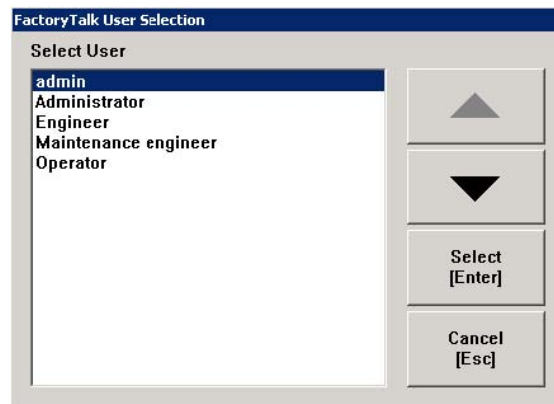 FactoryTalk User Selection
Select User
admin
Administrator
Engineer
Maintenance engineer
Operator
Select
[Enter]
Cancel
[Esc]